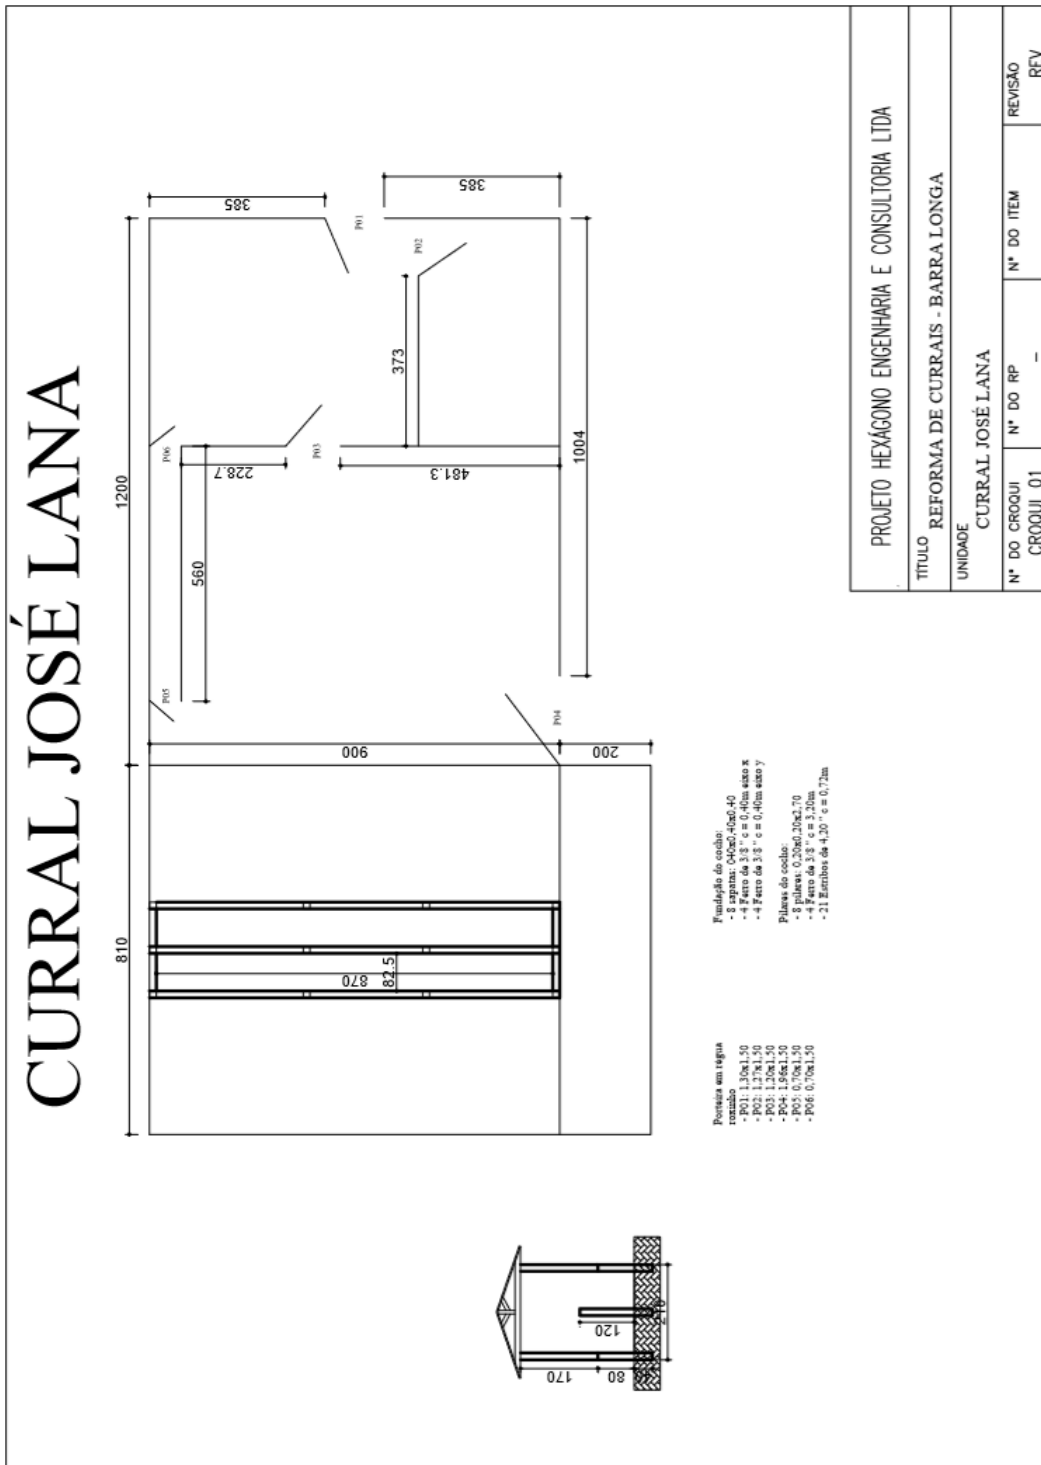 CURRAL JOSÉ LANA
810
1200
385
385
P01
P02
373
P06
P03
228.7
481.3
1004
560
P05
P04
900
200
870
82.5
170
80
120
Porteira em régua
roxinho
- P01: 1,30x1,50
- P02: 1,27x1,50
- P03: 1,20x1,50
- P04: 1,96x1,50
- P05: 0,70x1,50
- P06: 0,70x1,50
Fundação do cocho:
- 8 sapatas: 040x0,40x0,40
- 4 Ferro de 3/8 " c = 0,40m eixo x
- 4 Ferro de 3/8 " c = 0,40m eixo y
Pilares do cocho:
- 8 pilares: 0,20x0,20x2,70
- 4 Ferro de 3/8 " c = 3,20m
- 21 Estribos de 4,20 " c = 0,72m
PROJETO HEXÁGONO ENGENHARIA E CONSULTORIA LTDA
TÍTULO
REFORMA DE CURRAIS - BARRA LONGA
UNIDADE
CURRAL JOSÉ LANA
N° DO CROQUI N° DO RP N° DO ITEM REVISÃO
CROQUI 01 – REV